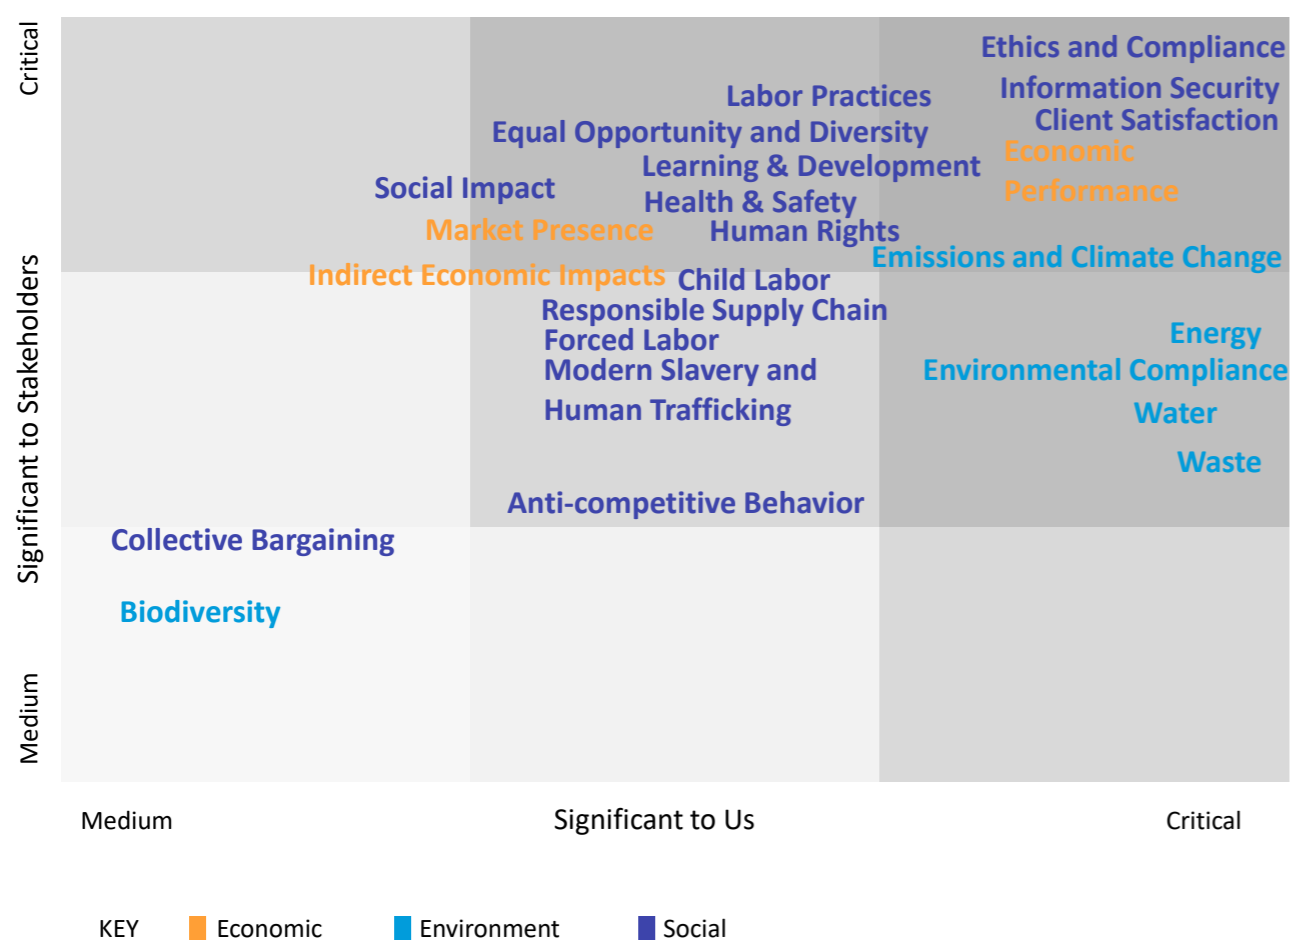 Critical
Ethics and Compliance
Information Security
Labor Practices
Client Satisfaction
Equal Opportunity and Diversity
Economic
Performance
Learning & Development
Social Impact
Health & Safety
Market Presence
Human Rights
Emissions and Climate Change
Indirect Economic Impacts
Child Labor
Responsible Supply Chain
Energy
Forced Labor
Modern Slavery and
Human Trafficking
Environmental Compliance
Water
Waste
Significant to Stakeholders
Anti-competitive Behavior
Collective Bargaining
Biodiversity
Medium
Medium
Significant to Us
Critical
KEY
Economic
Environment
Social